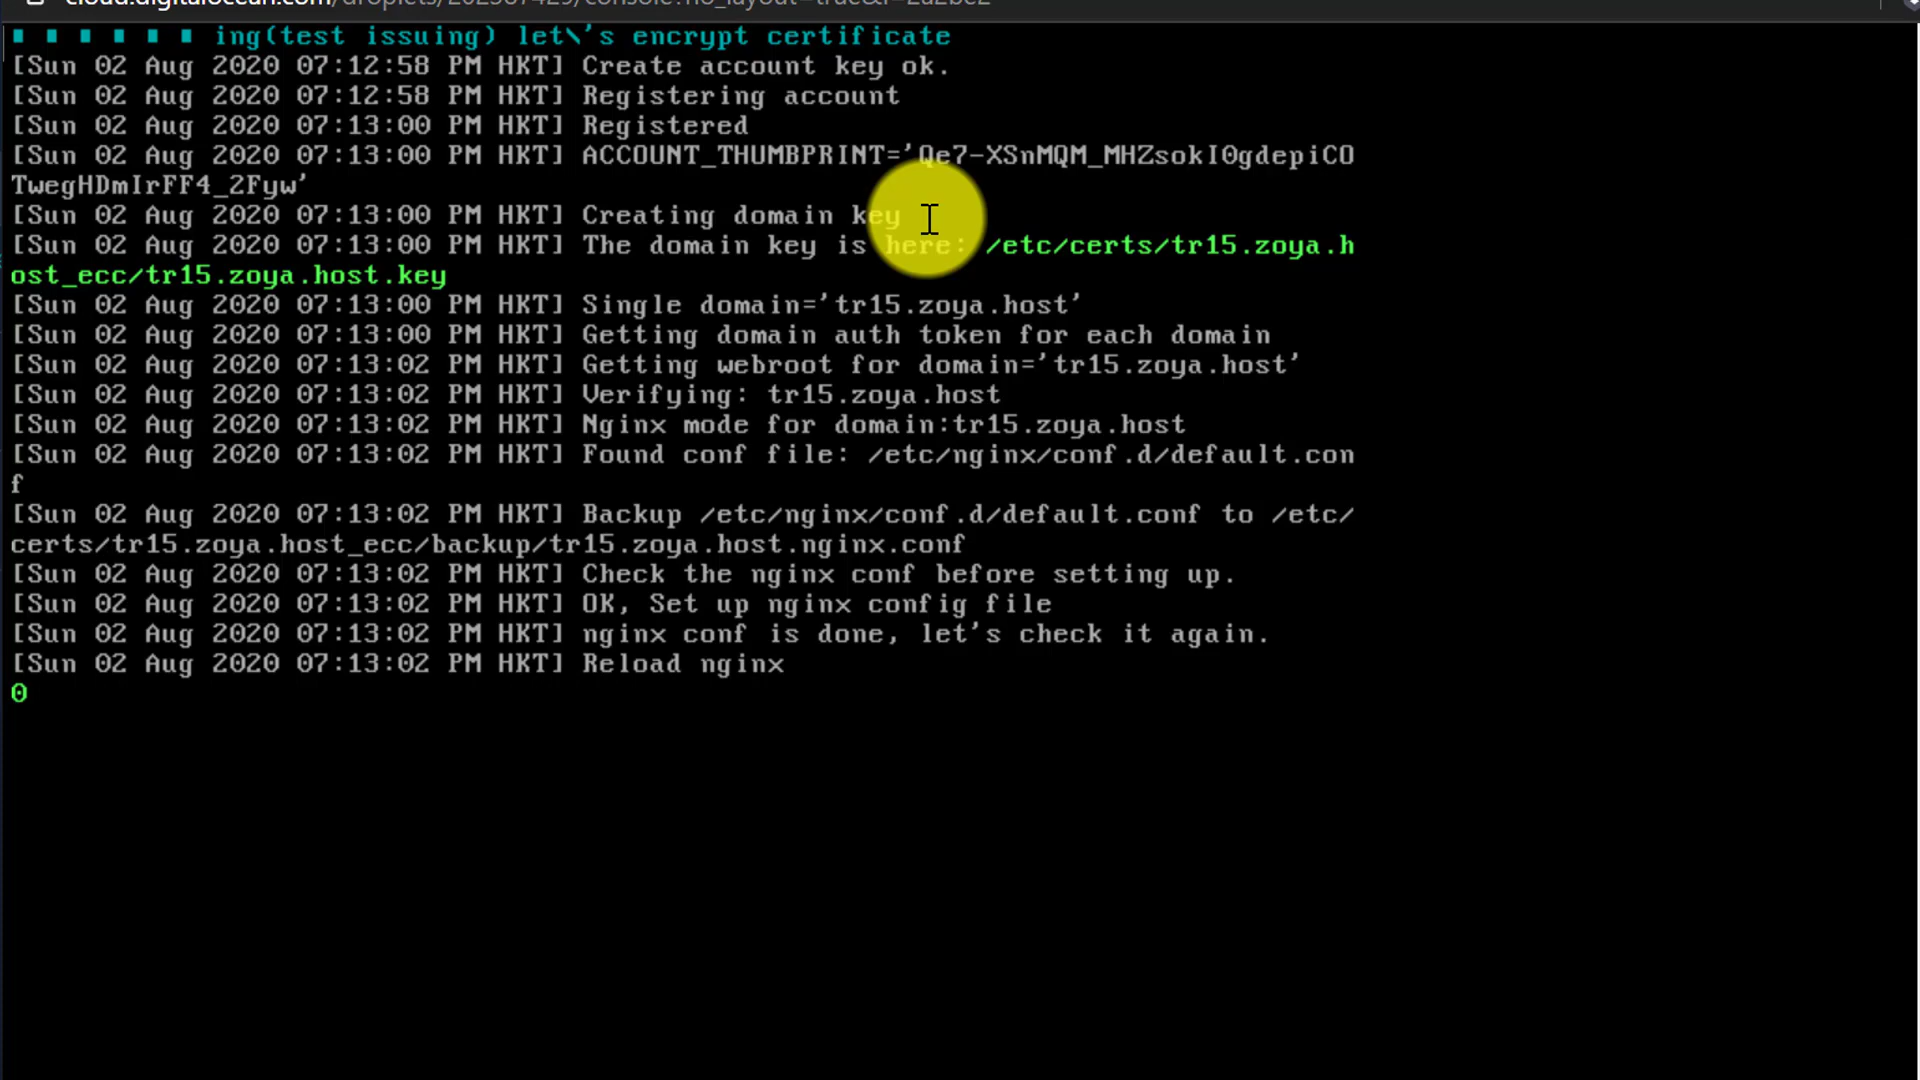 ing(test issuing) let\'s encrypt certificate
[Sun 02 Aug 2020 07:12:58 PM HKT] Create account key ok.
[Sun 02 Aug 2020 07:12:58 PM HKT] Registering account
[Sun 02 Aug 2020 07:13:00 PM HKT] Registered
[Sun 02 Aug 2020 07:13:00 PM HKT] ACCOUNT_THUMBPRINT='Qe7-XSnMQM_MHZsokI0gdepiCO
TwegHDmIrFF4_2Fyw'
[Sun 02 Aug 2020 07:13:00 PM HKT] Creating domain key
[Sun 02 Aug 2020 07:13:00 PM HKT] The domain key is here: /etc/certs/tr15.zoya.h
ost_ecc/tr15.zoya.host.key
[Sun 02 Aug 2020 07:13:00 PM HKT] Single domain='tr15.zoya.host'
[Sun 02 Aug 2020 07:13:00 PM HKT] Getting domain auth token for each domain
[Sun 02 Aug 2020 07:13:02 PM HKT] Getting webroot for domain='tr15.zoya.host'
[Sun 02 Aug 2020 07:13:02 PM HKT] Verifying: tr15.zoya.host
[Sun 02 Aug 2020 07:13:02 PM HKT] Nginx mode for domain:tr15.zoya.host
[Sun 02 Aug 2020 07:13:02 PM HKT] Found conf file: /etc/nginx/conf.d/default.con
f
[Sun 02 Aug 2020 07:13:02 PM HKT] Backup /etc/nginx/conf.d/default.conf to /etc/
certs/tr15.zoya.host_ecc/backup/tr15.zoya.host.nginx.conf
[Sun 02 Aug 2020 07:13:02 PM HKT] Check the nginx conf before setting up.
[Sun 02 Aug 2020 07:13:02 PM HKT] OK, Set up nginx config file
[Sun 02 Aug 2020 07:13:02 PM HKT] nginx conf is done, let's check it again.
[Sun 02 Aug 2020 07:13:02 PM HKT] Reload nginx
0